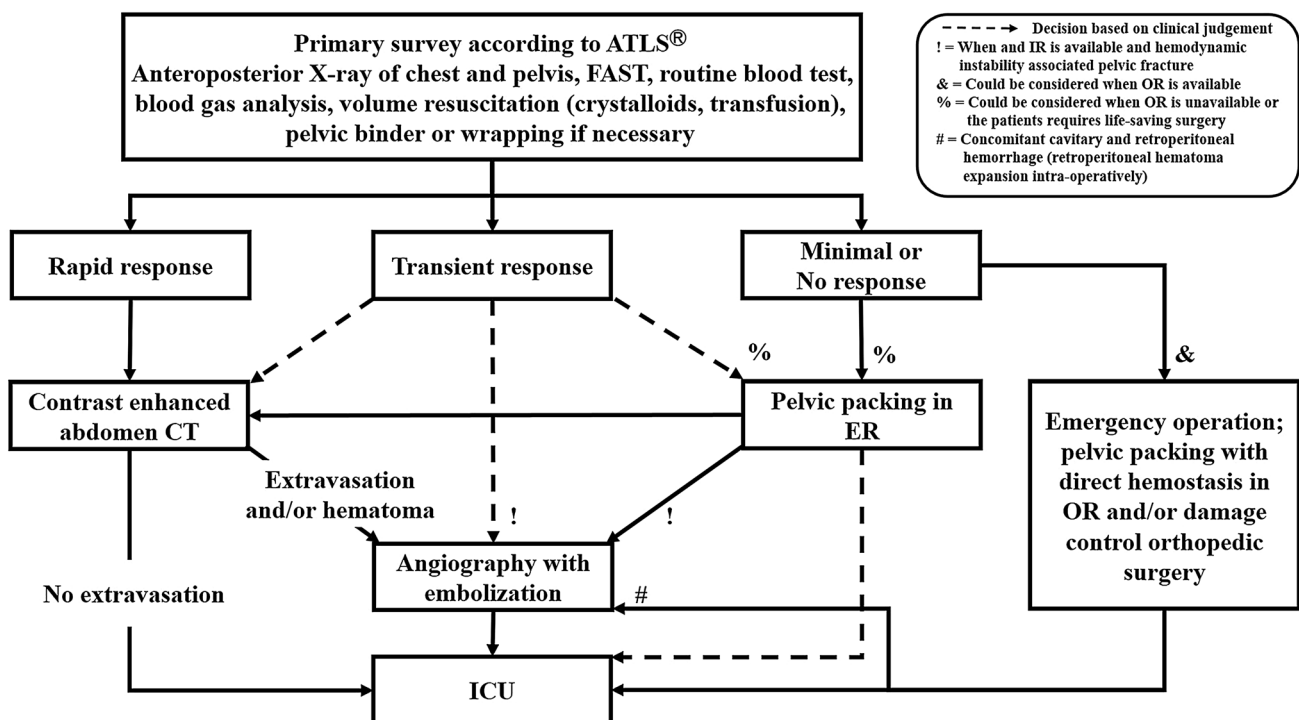 Primary survey according to ATLS®
Anteroposterior X-ray of chest and pelvis, FAST, routine blood test,
blood gas analysis, volume resuscitation (crystalloids, transfusion),
pelvic binder or wrapping if necessary
Decision based on clinical judgement
! = When and IR is available and hemodynamic
instability associated pelvic fracture
& = Could be considered when OR is available
% = Could be considered when OR is unavailable or
the patients requires life-saving surgery
# = Concomitant cavitary and retroperitoneal
hemorrhage (retroperitoneal hematoma
expansion intra-operatively)
Rapid response
Transient response
Minimal or
No response
%
%
&
Contrast enhanced
abdomen CT
Pelvic packing in
ER
Emergency operation;
pelvic packing with
direct hemostasis in
OR and/or damage
control orthopedic
surgery
Extravasation
and/or hematoma
!
!
Angiography with
embolization
#
No extravasation
ICU